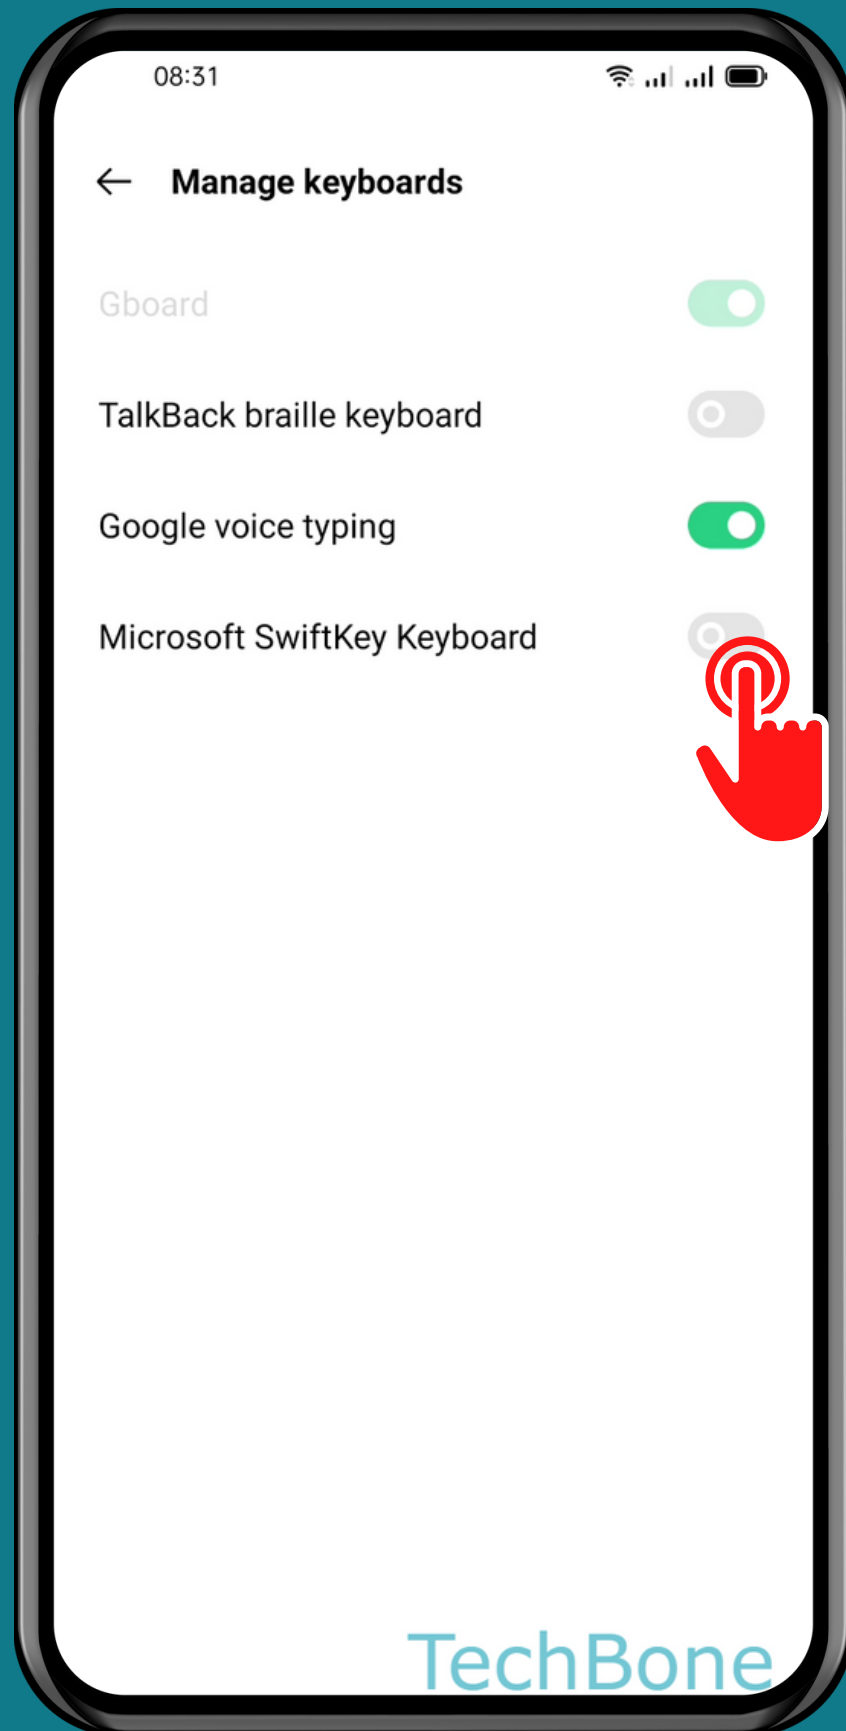 08:31
Manage keyboards
Gboard
TalkBack braille keyboard
Google voice typing
Microsoft SwiftKey Keyboard
TechBone